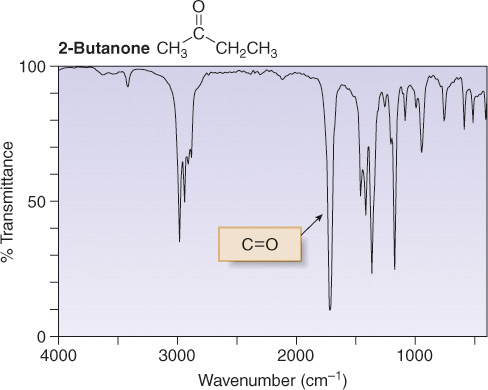 O
2-Butanone CH3 C CH2CH3
100
50
0
% Transmittance
C=O
4000 3000 2000 1000
Wavenumber (cm⁻¹)